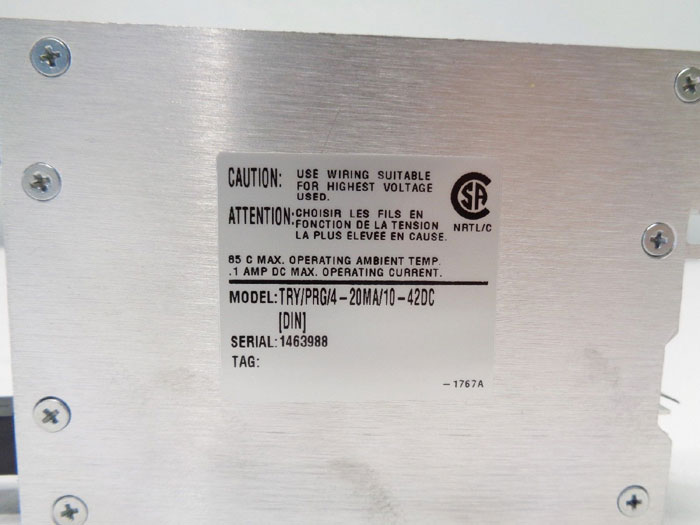 CAUTION: USE WIRING SUITABLE
FOR HIGHEST VOLTAGE
USED.
ATTENTION: CHOISIR LES FILS EN
FONCTION DE LA TENSION
LA PLUS ELEVEE EN CAUSE.
SA
NRTL/C
85 C MAX. OPERATING AMBIENT TEMP.
.1 AMP DC MAX. OPERATING CURRENT.
MODEL: TRY/PRG/4-20MA/10-42DC
[DIN]
SERIAL: 1463988
TAG:
-1767A